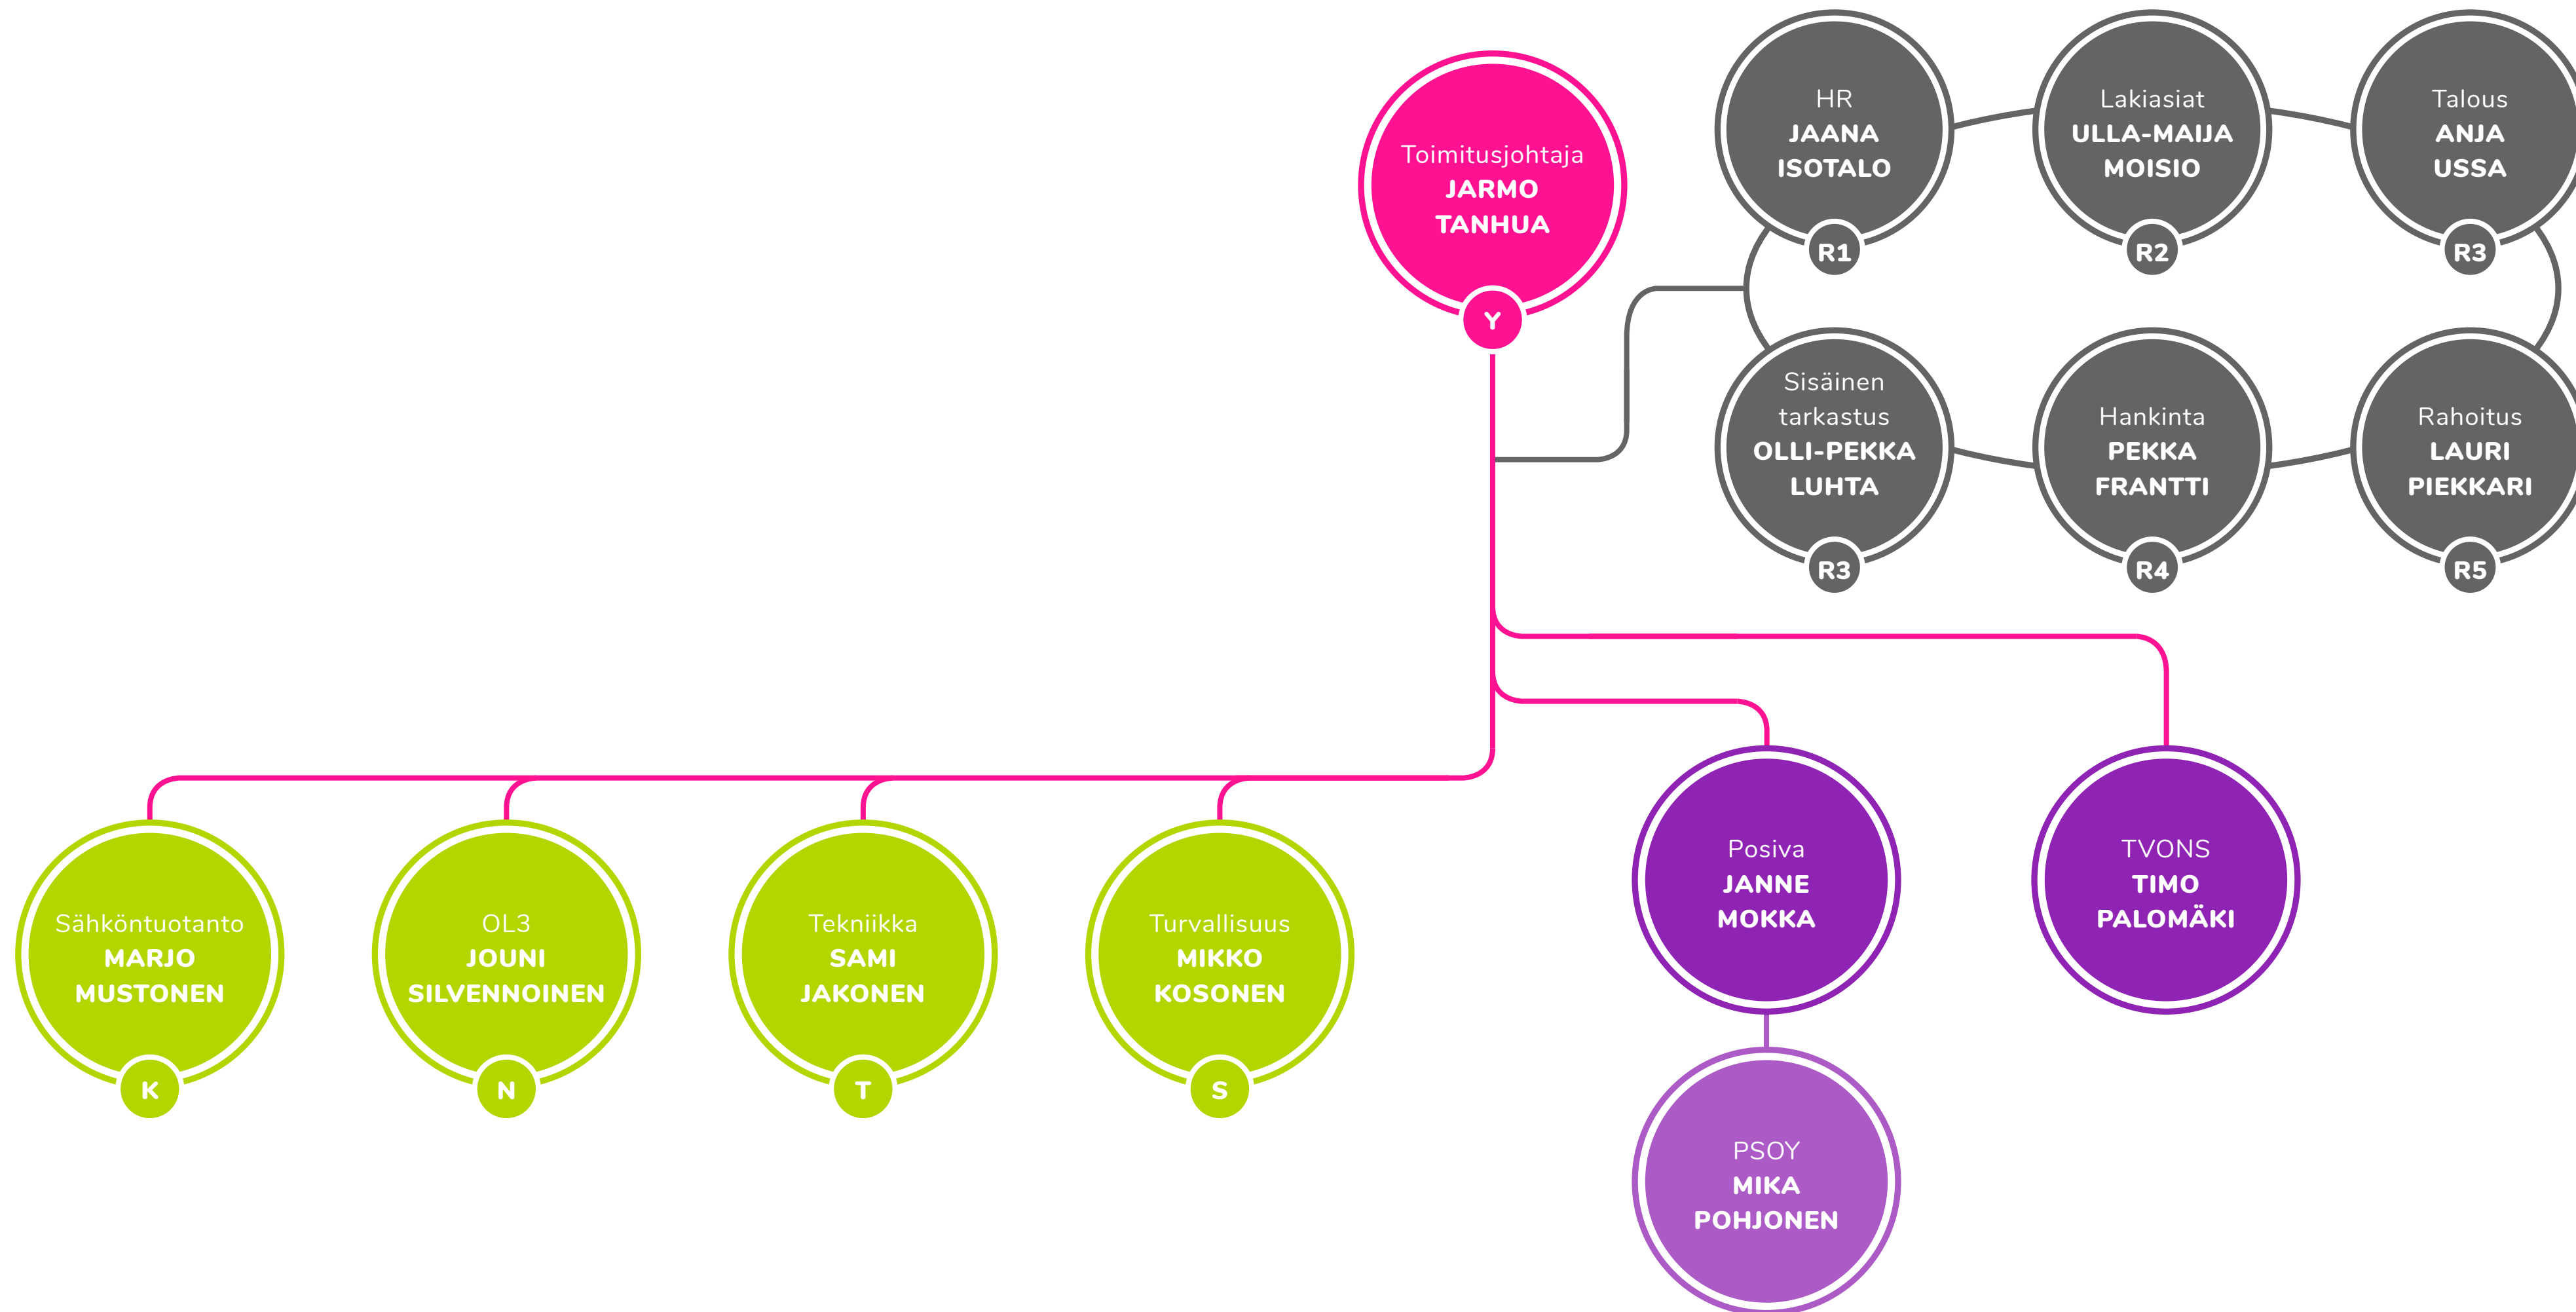 Toimitusjohtaja
JARMO
TANHUA
Y
HR
JAANA
ISOTALO
R1
Lakiasiat
ULLA-MAIJA
MOISIO
R2
Talous
ANJA
USSA
R3
Sisäinen
tarkastus
OLLI-PEKKA
LUHTA
R3
Hankinta
PEKKA
FRANTTI
R4
Rahoitus
LAURI
PIEKKARI
R5
Sähköntuotanto
MARJO
MUSTONEN
K
OL3
JOUNI
SILVENNOINEN
N
Tekniikka
SAMI
JAKONEN
T
Turvallisuus
MIKKO
KOSONEN
S
Posiva
JANNE
MOKKA
TVONS
TIMO
PALOMÄKI
PSOY
MIKA
POHJONEN